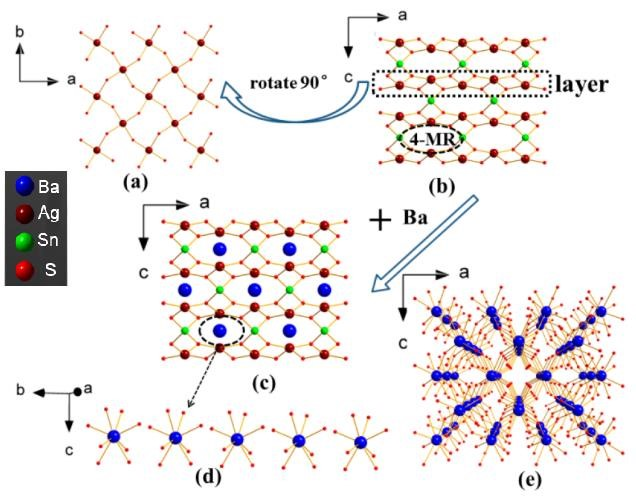 b
a
(a)
rotate 90°
a
c
layer
4-MR
(b)
Ba
Ag
Sn
S
a
c
(c)
+ Ba
a
c
(e)
b
a
c
(d)